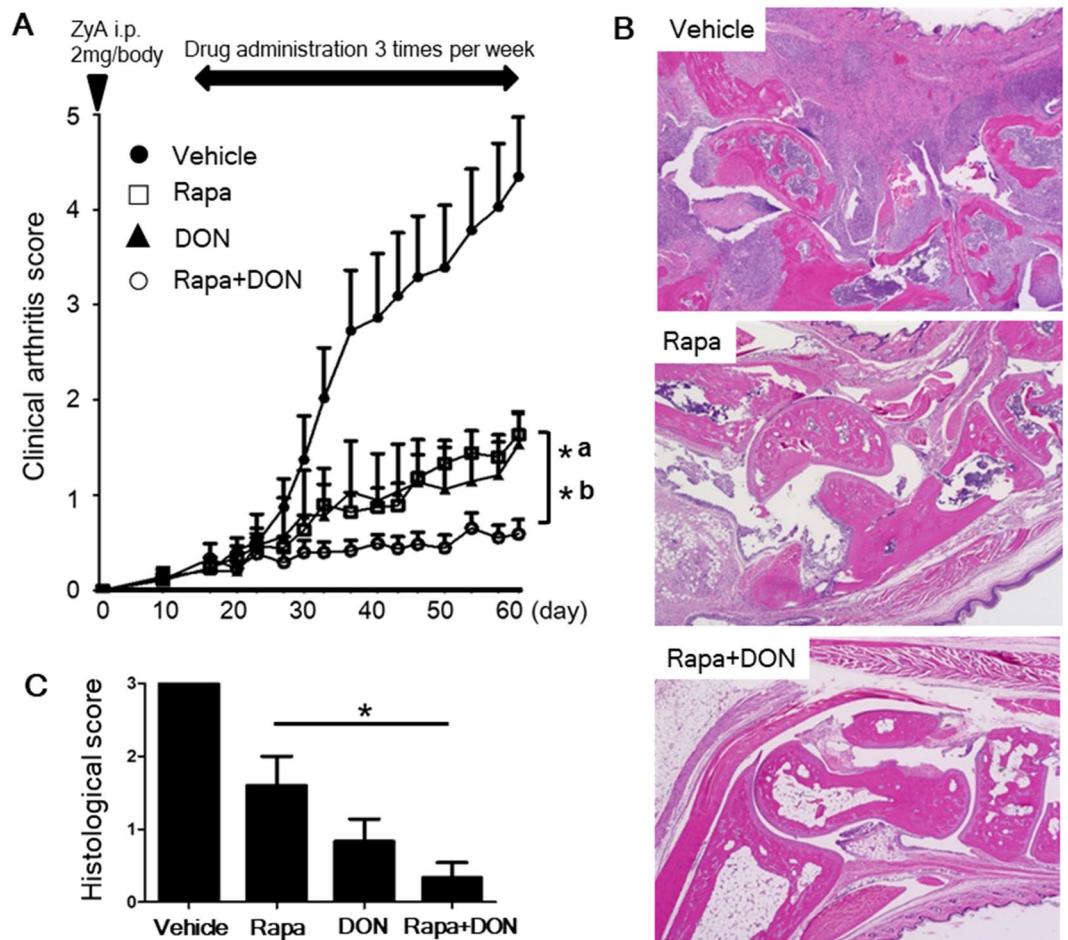 A
ZyA i.p.
2mg/body
Drug administration 3 times per week
Clinical arthritis score
5
4
3
2
1
0
Vehicle
Rapa
DON
Rapa+DON
* a
* b
0 10 20 30 40 50 60 (day)
B
Vehicle
Rapa
Rapa+DON
C
Histological score
3
2
1
0
*
Vehicle Rapa DON Rapa+DON